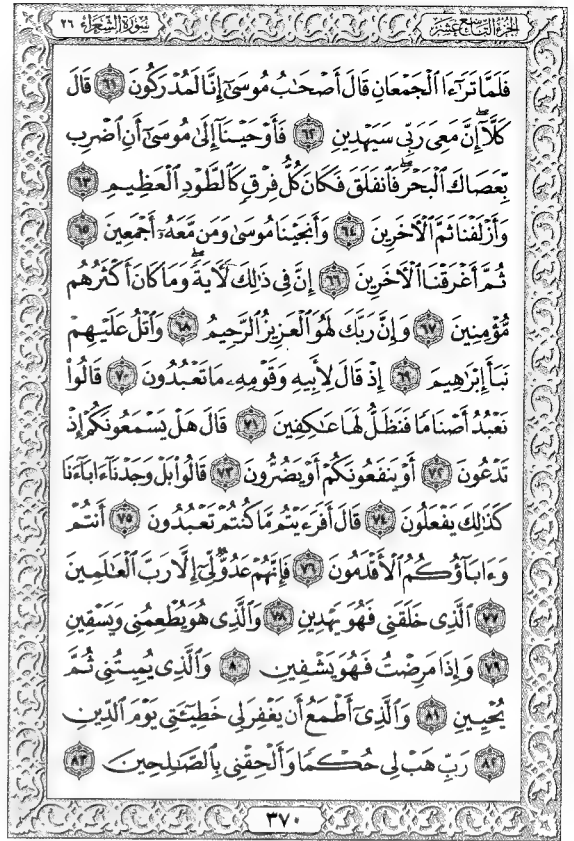 الجزء التاسع عشر
سورة الشعراء ٢٦
فَلَمَّا تَرَٰٓءَا ٱلْجَمْعَانِ قَالَ أَصْحَٰبُ مُوسَىٰٓ إِنَّا لَمُدْرَكُونَ ٦١ قَالَ
كَلَّآۖ إِنَّ مَعِىَ رَبِّى سَيَهْدِينِ ٦٢ فَأَوْحَيْنَآ إِلَىٰ مُوسَىٰٓ أَنِ ٱضْرِب
بِّعَصَاكَ ٱلْبَحْرَۖ فَٱنفَلَقَ فَكَانَ كُلُّ فِرْقٍ كَٱلطَّوْدِ ٱلْعَظِيمِ ٦٣
وَأَزْلَفْنَا ثَمَّ ٱلْءَاخَرِينَ ٦٤ وَأَنجَيْنَا مُوسَىٰ وَمَن مَّعَهُۥٓ أَجْمَعِينَ ٦٥
ثُمَّ أَغْرَقْنَا ٱلْءَاخَرِينَ ٦٦ إِنَّ فِى ذَٰلِكَ لَءَايَةًۖ وَمَا كَانَ أَكْثَرُهُم
مُّؤْمِنِينَ ٦٧ وَإِنَّ رَبَّكَ لَهُوَ ٱلْعَزِيزُ ٱلرَّحِيمُ ٦٨ وَٱتْلُ عَلَيْهِمْ
نَبَأَ إِبْرَٰهِيمَ ٦٩ إِذْ قَالَ لِأَبِيهِ وَقَوْمِهِۦ مَا تَعْبُدُونَ ٧٠ قَالُوا۟
نَعْبُدُ أَصْنَامًا فَنَظَلُّ لَهَا عَٰكِفِينَ ٧١ قَالَ هَلْ يَسْمَعُونَكُمْ إِذْ
تَدْعُونَ ٧٢ أَوْ يَنفَعُونَكُمْ أَوْ يَضُرُّونَ ٧٣ قَالُوا۟ بَلْ وَجَدْنَآ ءَابَآءَنَا
كَذَٰلِكَ يَفْعَلُونَ ٧٤ قَالَ أَفَرَءَيْتُم مَّا كُنتُمْ تَعْبُدُونَ ٧٥ أَنتُمْ
وَءَابَآؤُكُمُ ٱلْأَقْدَمُونَ ٧٦ فَإِنَّهُمْ عَدُوٌّ لِّىٓ إِلَّا رَبَّ ٱلْعَٰلَمِينَ
٧٧ ٱلَّذِى خَلَقَنِى فَهُوَ يَهْدِينِ ٧٨ وَٱلَّذِى هُوَ يُطْعِمُنِى وَيَسْقِينِ
٧٩ وَإِذَا مَرِضْتُ فَهُوَ يَشْفِينِ ٨٠ وَٱلَّذِى يُمِيتُنِى ثُمَّ
يُحْيِينِ ٨١ وَٱلَّذِىٓ أَطْمَعُ أَن يَغْفِرَ لِى خَطِيٓـَٔتِى يَوْمَ ٱلدِّينِ
٨٢ رَبِّ هَبْ لِى حُكْمًا وَأَلْحِقْنِى بِٱلصَّٰلِحِينَ ٨٣
٣٧٠